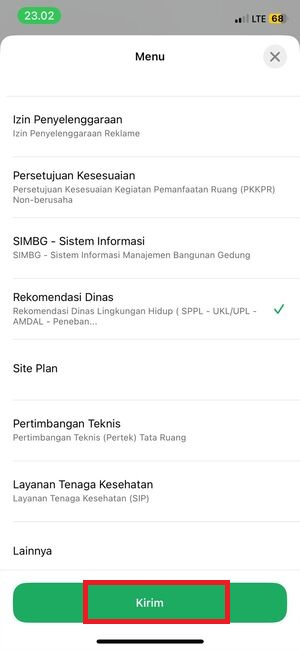 23.02
LTE 68
Menu
Izin Penyelenggaraan
Izin Penyelenggaraan Reklame
Persetujuan Kesesuaian
Persetujuan Kesesuaian Kegiatan Pemanfaatan Ruang (PKKPR)
Non-berusaha
SIMBG - Sistem Informasi
SIMBG - Sistem Informasi Manajemen Bangunan Gedung
Rekomendasi Dinas
Rekomendasi Dinas Lingkungan Hidup ( SPPL - UKL/UPL -
AMDAL - Peneban...
Site Plan
Pertimbangan Teknis
Pertimbangan Teknis (Pertek) Tata Ruang
Layanan Tenaga Kesehatan
Layanan Tenaga Kesehatan (SIP)
Lainnya
Kirim